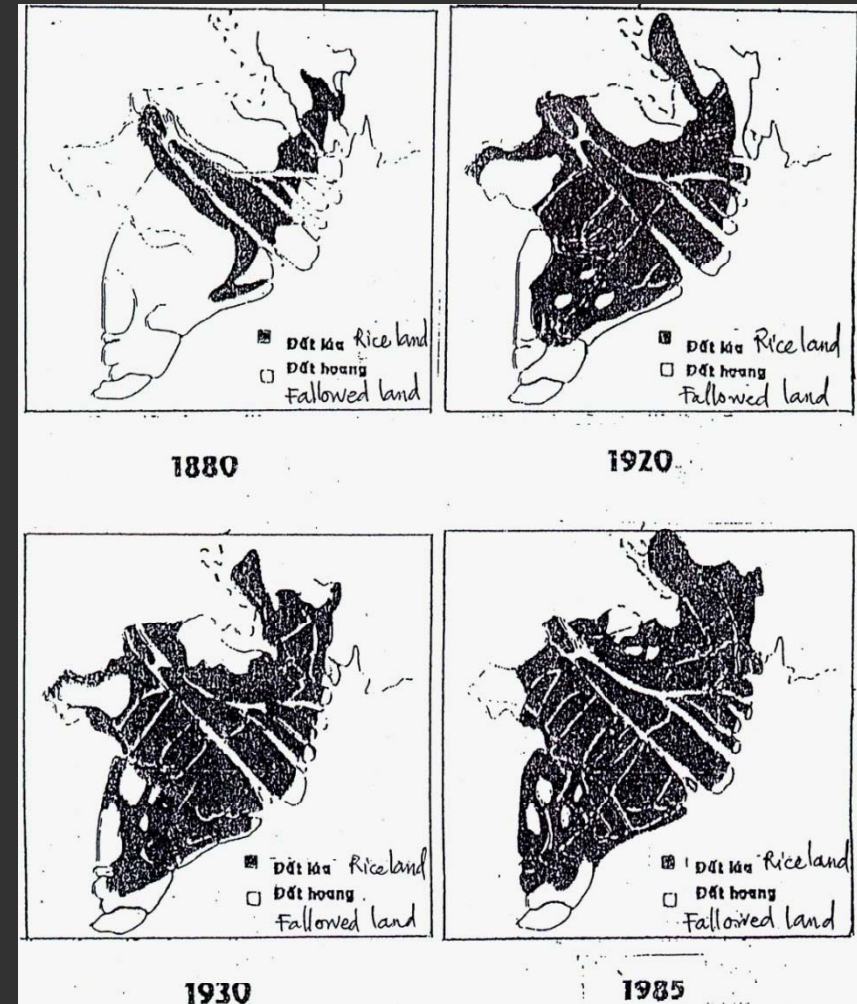 Đất lúa Rice land
Đất hoang
Fallowed land
1880
Đất lúa Rice land
Đất hoang
Fallowed land
1920
Đất lúa Rice land
Đất hoang
Fallowed land
1930
Đất lúa Rice land
Đất hoang
Fallowed land
1985